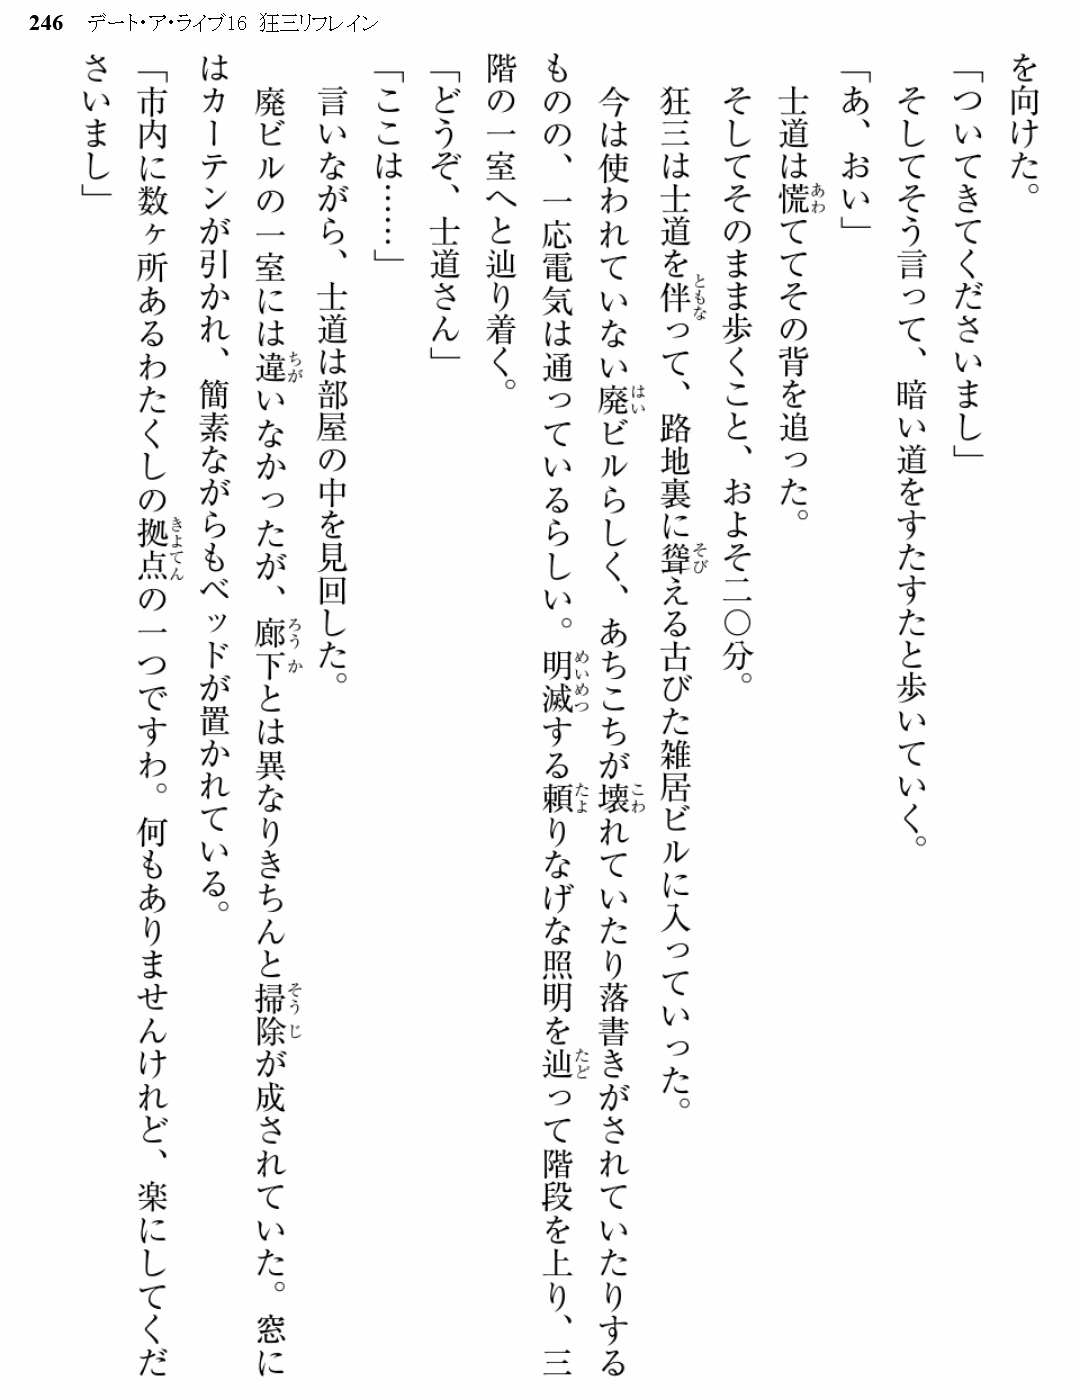 246 デート・ア・ライブ16 狂三リフレイン
を向けた。
「ついてきてくださいまし」
そしてそう言って、暗い道をすたすたと歩いていく。
「あ、おい」
士道は慌ててその背を追った。
そしてそのまま歩くこと、およそ二〇分。
狂三は士道を伴って、路地裏に聳える古びた雑居ビルに入っていった。
今は使われていない廃ビルらしく、あちこちが壊れていたり落書きがされていたりする
ものの、一応電気は通っているらしい。明滅する頼りなげな照明を辿って階段を上り、三
階の一室へと辿り着く。
「どうぞ、士道さん」
「ここは……」
言いながら、士道は部屋の中を見回した。
廃ビルの一室には違いなかったが、廊下とは異なりきちんと掃除が成されていた。窓に
はカーテンが引かれ、簡素ながらもベッドが置かれている。
「市内に数ヶ所あるわたくしの拠点の一つですわ。何もありませんけれど、楽にしてくだ
さいまし」